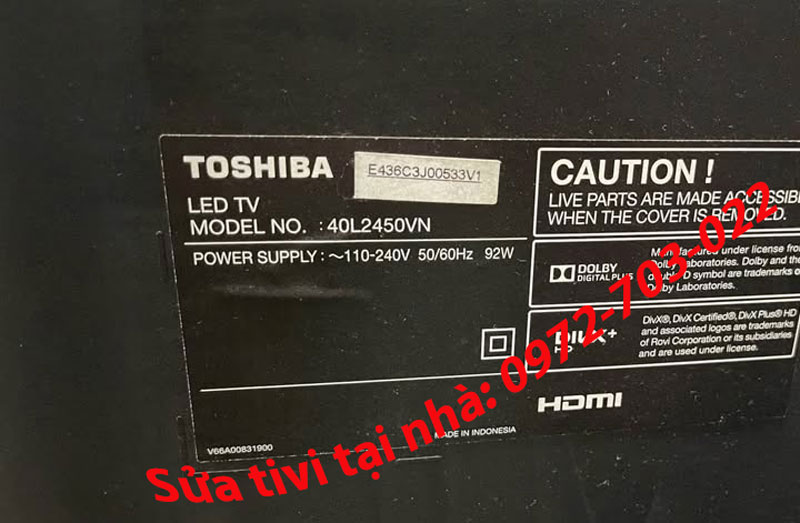 TOSHIBA
E436C3J00533V1
LED TV
MODEL NO. : 40L2450VN
POWER SUPPLY : ~110-240V 50/60Hz 92W
V66A00831900
MADE IN INDONESIA
CAUTION !
LIVE PARTS ARE MADE ACCESSIBL
WHEN THE COVER IS REMOVED.
DOLBY
DIGITAL PLUS
Manufactured under license from
Dolby Laboratories. Dolby and the
double D symbol are trademarks of
Dolby Laboratories.
DIVX+
HD
DivX®, DivX Certified®, DivX Plus® HD
and associated logos are trademarks
of Rovi Corporation or its subsidiaries
and are used under license.
HDMI
Sửa tivi tại nhà: 0972-703-022